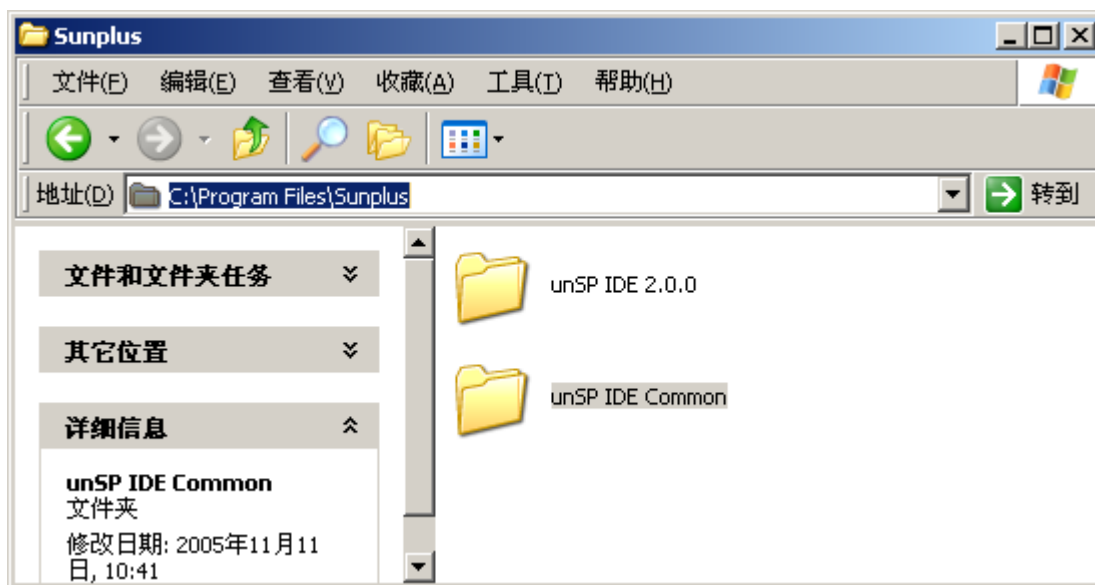 Sunplus
文件(F) 编辑(E) 查看(V) 收藏(A) 工具(T) 帮助(H)
地址(D) C:\Program Files\Sunplus 转到
文件和文件夹任务
其它位置
详细信息
unSP IDE Common
文件夹
修改日期: 2005年11月11
日, 10:41
unSP IDE 2.0.0
unSP IDE Common